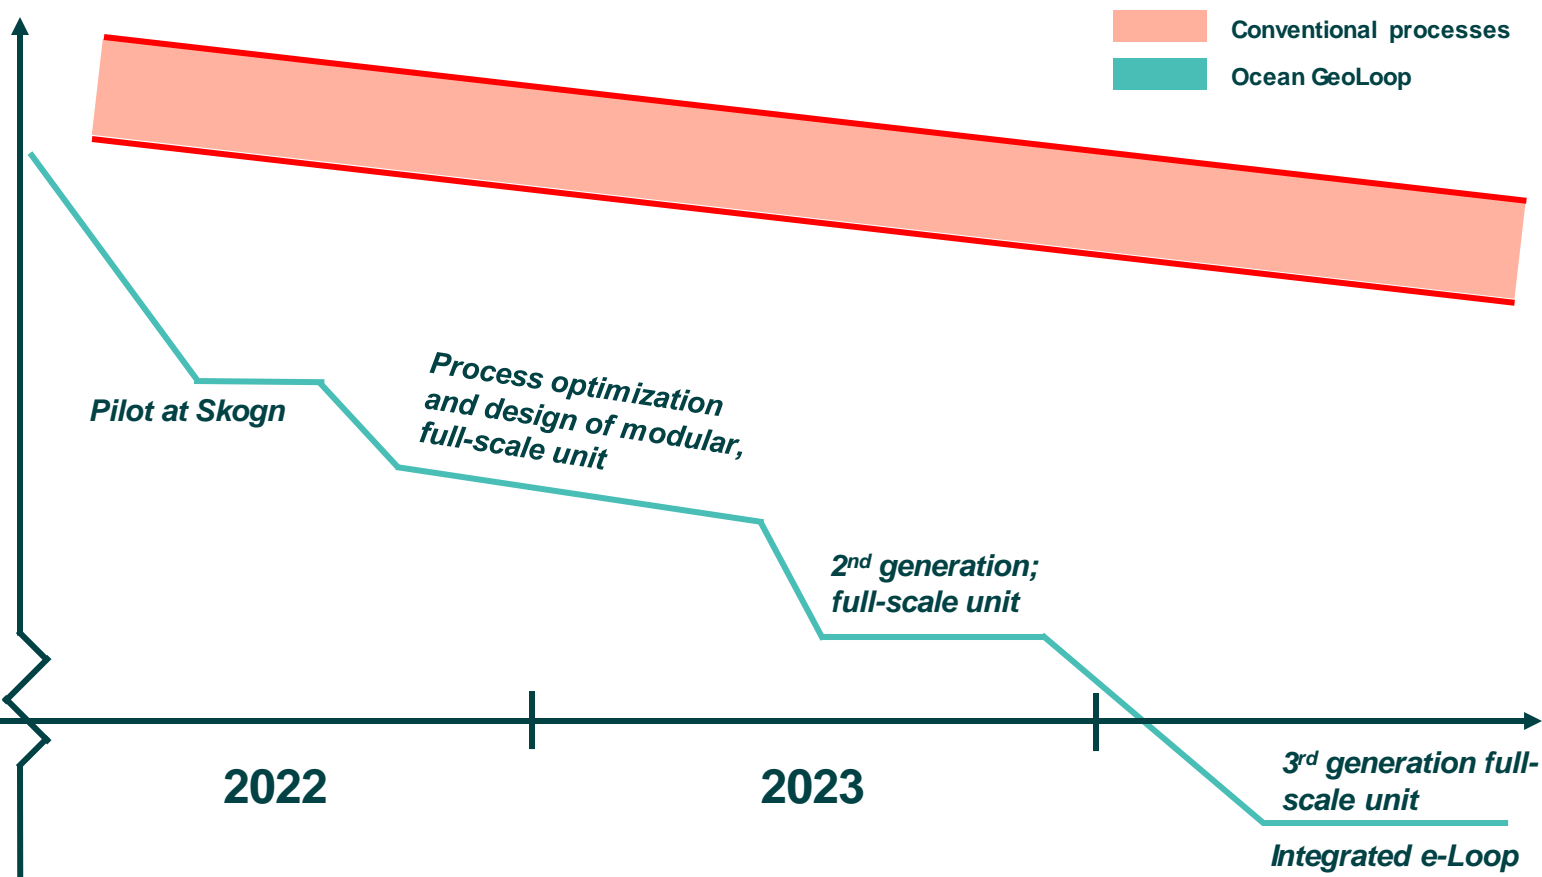 Conventional processes
Ocean GeoLoop
Process optimization
and design of modular,
full-scale unit
Pilot at Skogn
2nd generation;
full-scale unit
2022
2023
3rd generation full-
scale unit
Integrated e-Loop